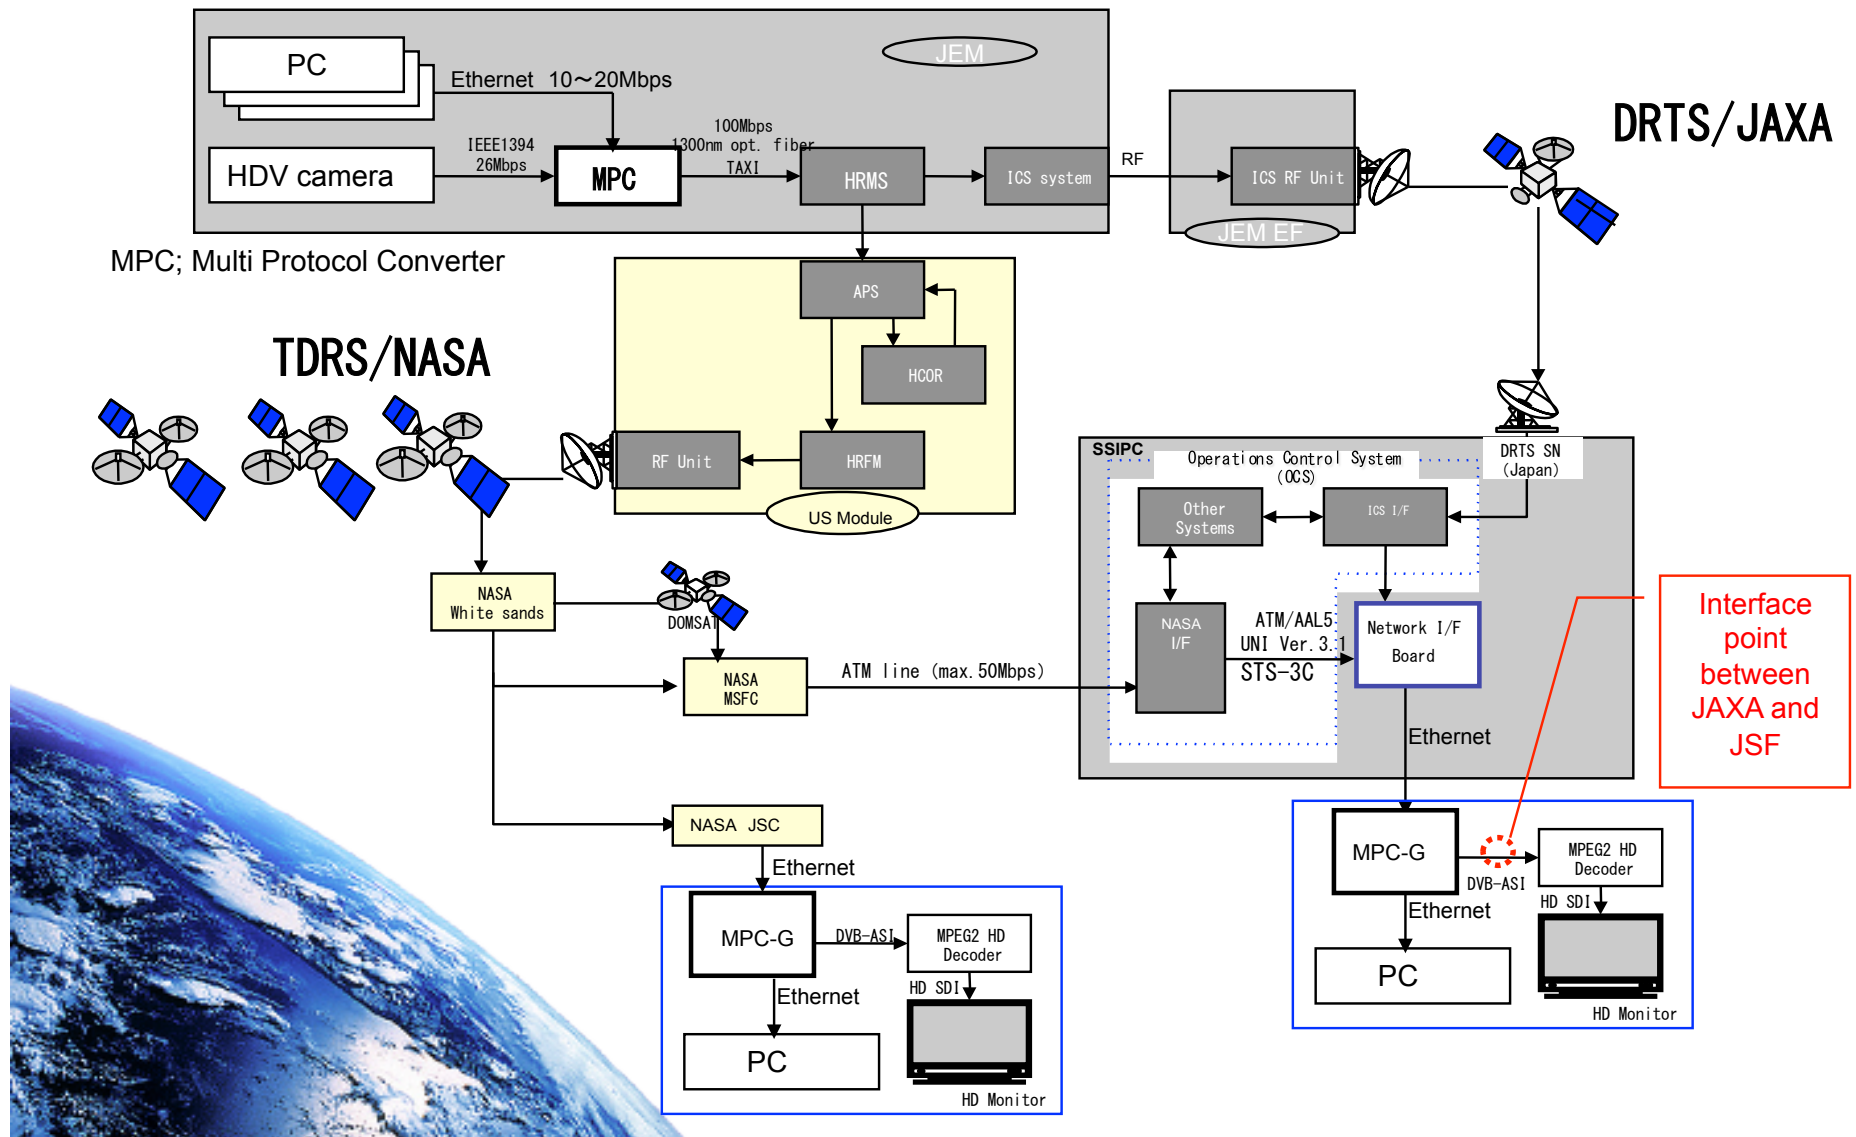 JEM
PC
Ethernet 10～20Mbps
DRTS/JAXA
100Mbps
1300nm opt. fiber
TAXI
IEEE1394
26Mbps
HDV camera
MPC
HRMS
ICS system
RF
ICS RF Unit
JEM EF
MPC; Multi Protocol Converter
APS
HCOR
TDRS/NASA
RF Unit
HRFM
US Module
SSIPC
DRTS SN
(Japan)
Operations Control System
(OCS)
Other
Systems
ICS I/F
NASA
White sands
DOMSAT
NASA
MSFC
ATM line (max.50Mbps)
NASA
I/F
ATM/AAL5
UNI Ver.3.1
STS-3C
Network I/F
Board
Interface
point
between
JAXA and
JSF
Ethernet
NASA JSC
Ethernet
MPC-G
DVB-ASI
MPEG2 HD
Decoder
HD SDI
Ethernet
PC
HD Monitor
MPC-G
DVB-ASI
MPEG2 HD
Decoder
HD SDI
Ethernet
PC
HD Monitor